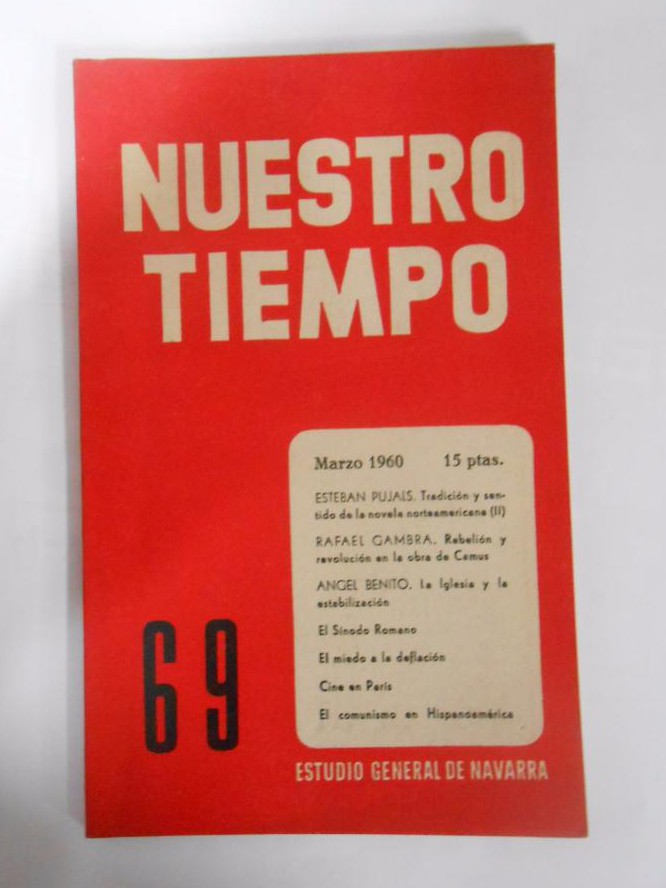 NUESTRO
TIEMPO
Marzo 1960 15 ptas.
ESTEBAN PUJALS. Tradición y sen-
tido de la novela norteamericana (II)
RAFAEL GAMBRA. Rebelión y
revolución en la obra de Camus
ANGEL BENITO. La Iglesia y la
estabilización
El Sínodo Romano
El miedo a la deflación
Cine en París
El comunismo en Hispanoamérica
69
ESTUDIO GENERAL DE NAVARRA